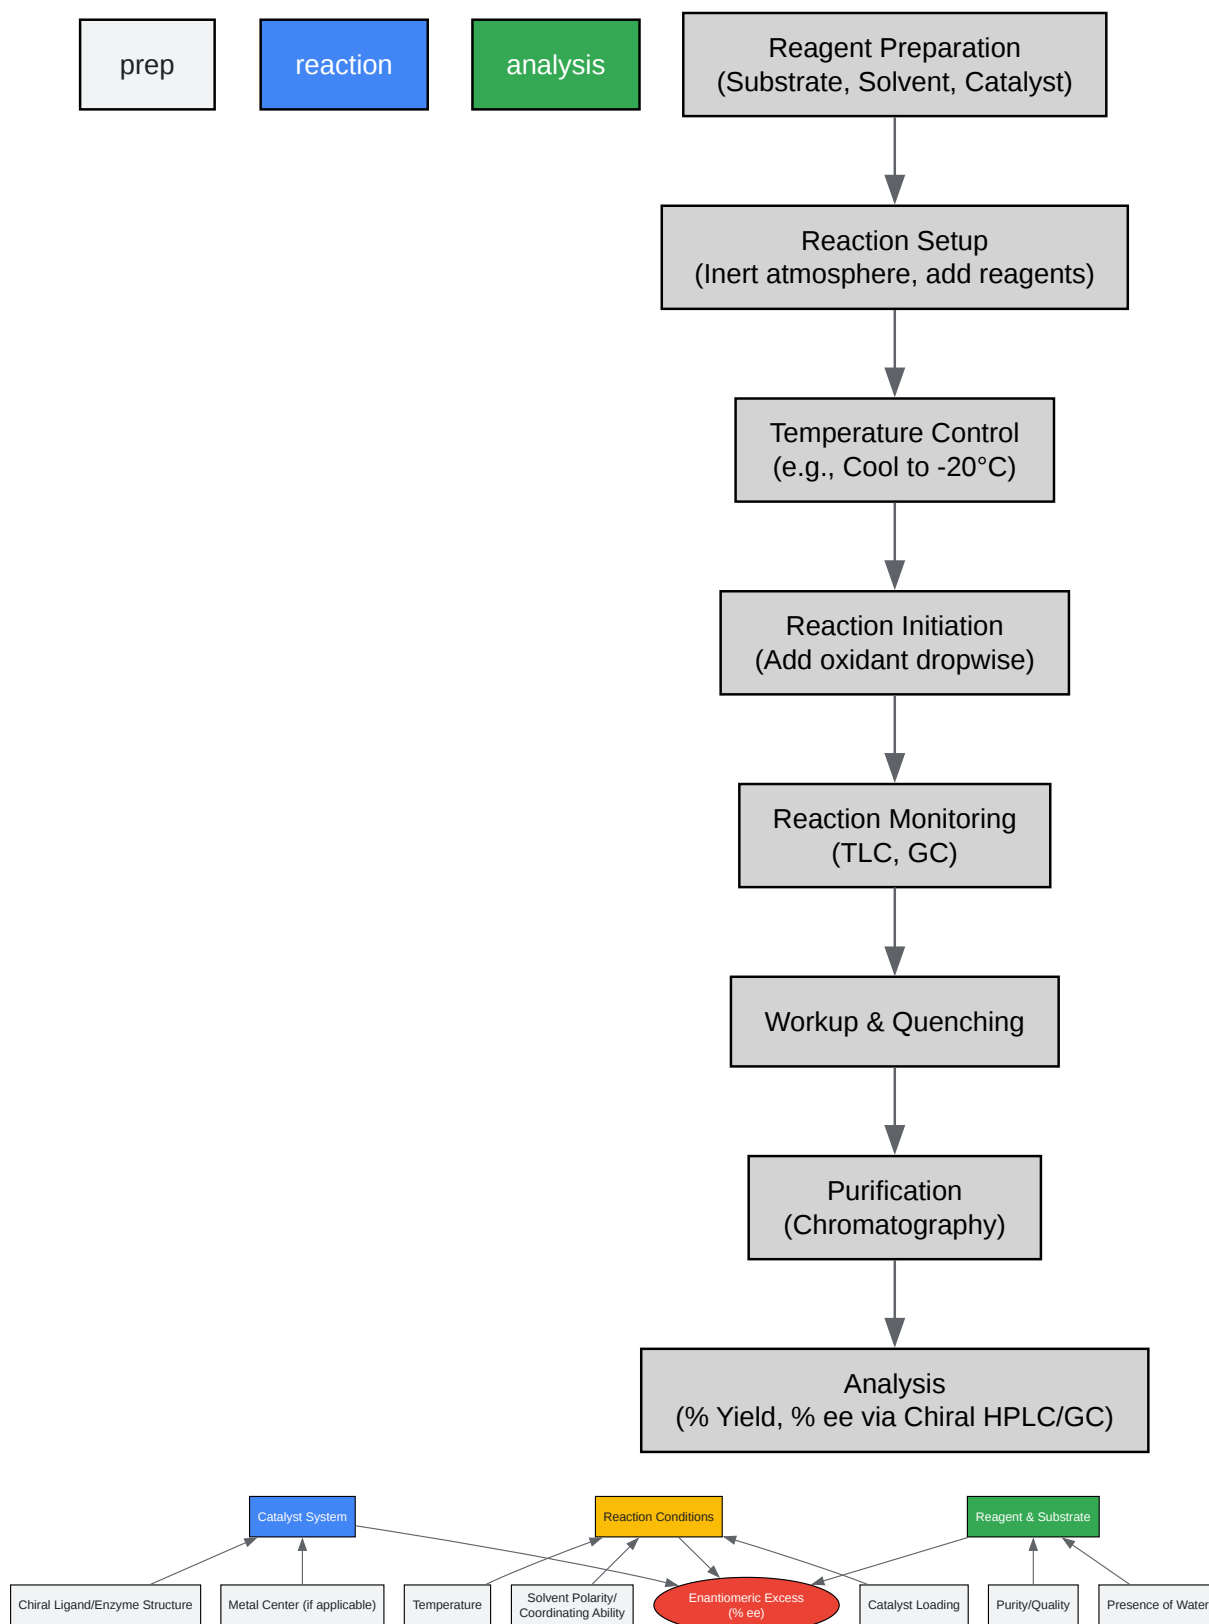 prep
reaction
analysis
Reagent Preparation
(Substrate, Solvent, Catalyst)
Reaction Setup
(Inert atmosphere, add reagents)
Temperature Control
(e.g., Cool to -20°C)
Reaction Initiation
(Add oxidant dropwise)
Reaction Monitoring
(TLC, GC)
Workup & Quenching
Purification
(Chromatography)
Analysis
(% Yield, % ee via Chiral HPLC/GC)
Catalyst System
Reaction Conditions
Reagent & Substrate
Chiral Ligand/Enzyme Structure
Metal Center (if applicable)
Temperature
Solvent Polarity/
Coordinating Ability
Enantiomeric Excess
(% ee)
Catalyst Loading
Purity/Quality
Presence of Water